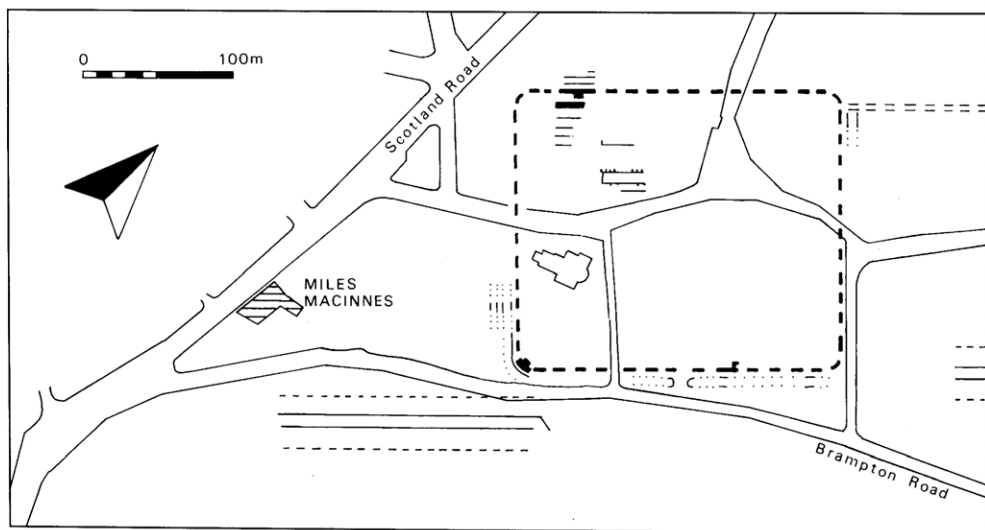 0 100m
Scotland Road
MILES
MACINNES
Brampton Road